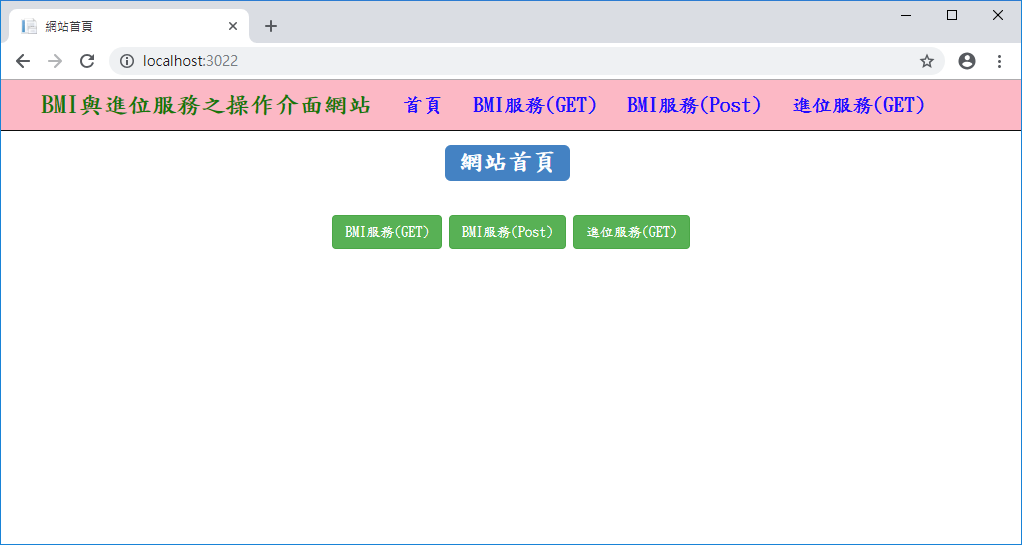 網站首頁
localhost:3022
BMI與進位服務之操作介面網站 首頁 BMI服務(GET) BMI服務(Post) 進位服務(GET)
網站首頁
BMI服務(GET) BMI服務(Post) 進位服務(GET)